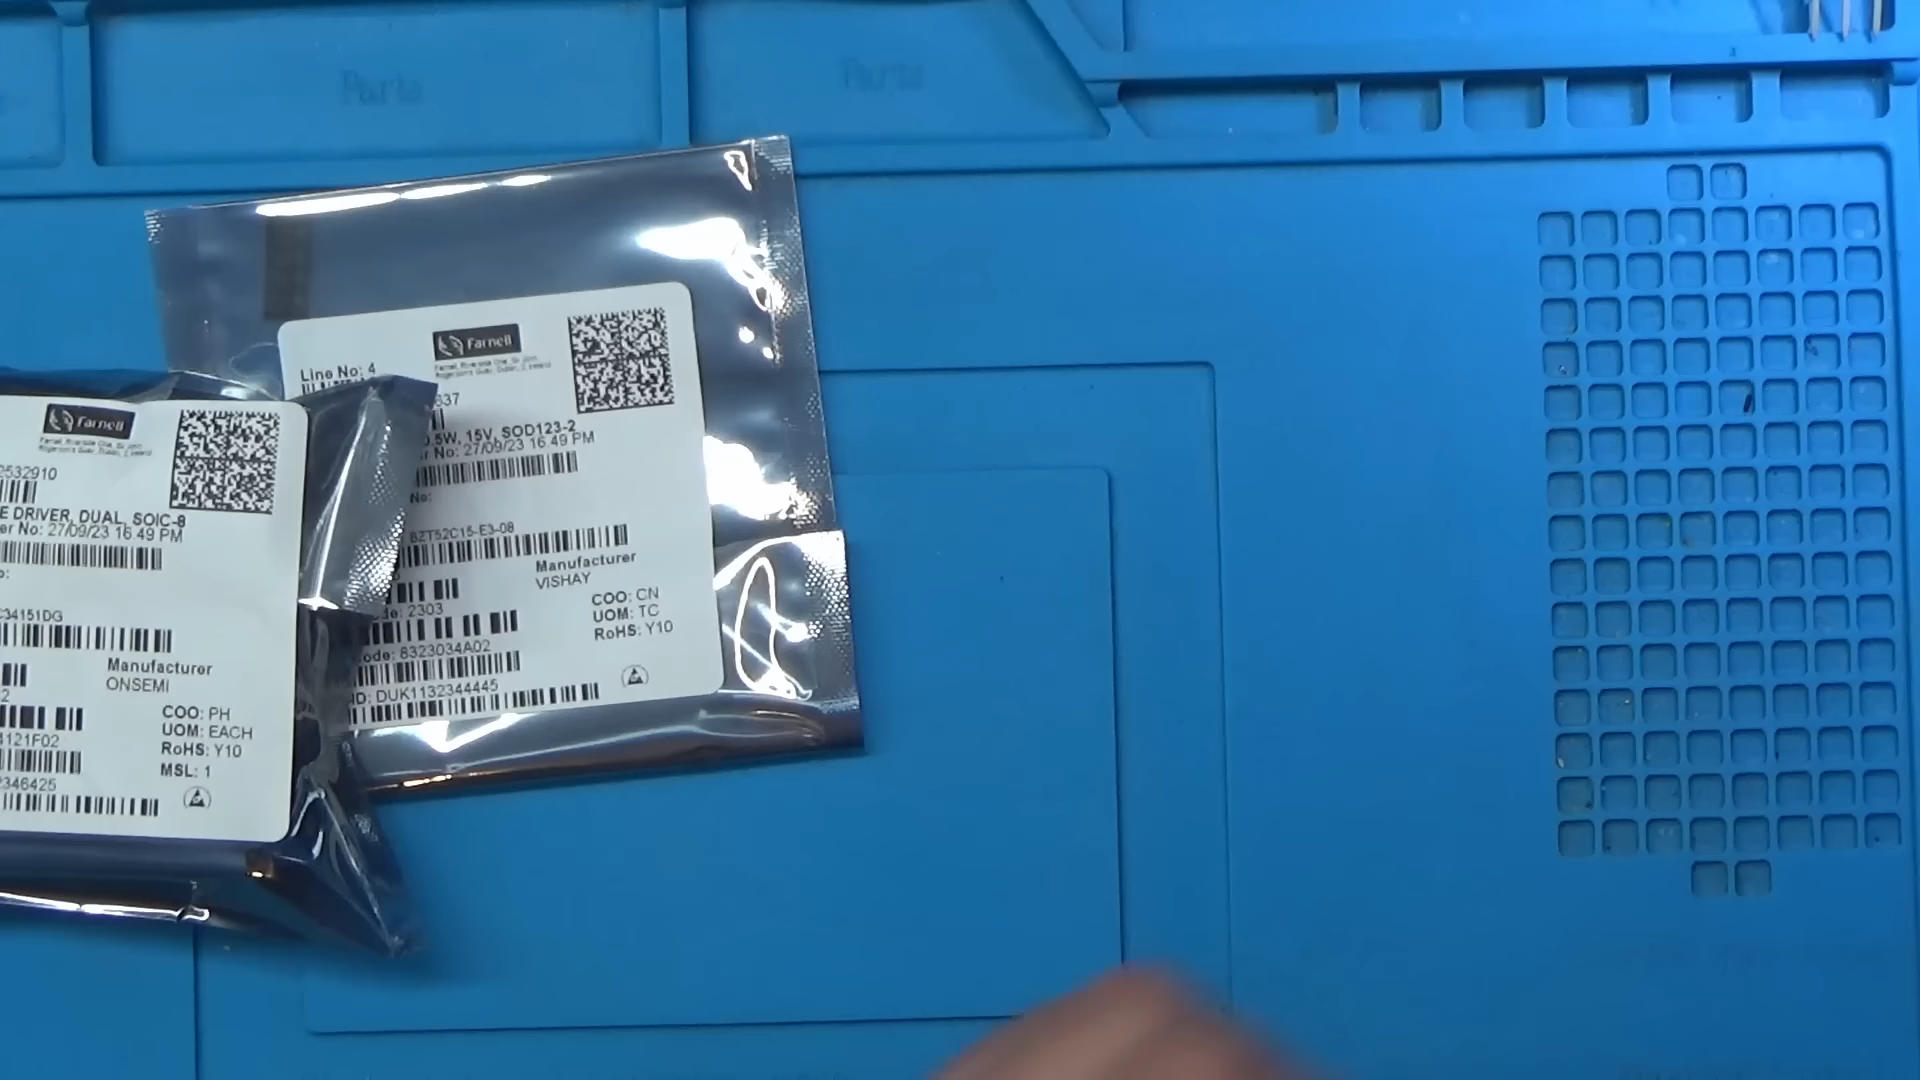 Parts
Parts
Farnell
Line No: 4
337
0.5W, 15V, SOD123-2
r No: 27/09/23 16 49 PM
No:
BZT52C15-E3-08
Manufacturer
VISHAY
de: 2303
COO: CN
UOM: TC
RoHS: Y10
ode: 8323034A02
ID: DUK1132344445
Farnell
2532910
E DRIVER, DUAL, SOIC-8
er No: 27/09/23 16 49 PM
o:
C34151DG
Manufacturer
ONSEMI
2
COO: PH
UOM: EACH
4121F02
RoHS: Y10
MSL: 1
2346425